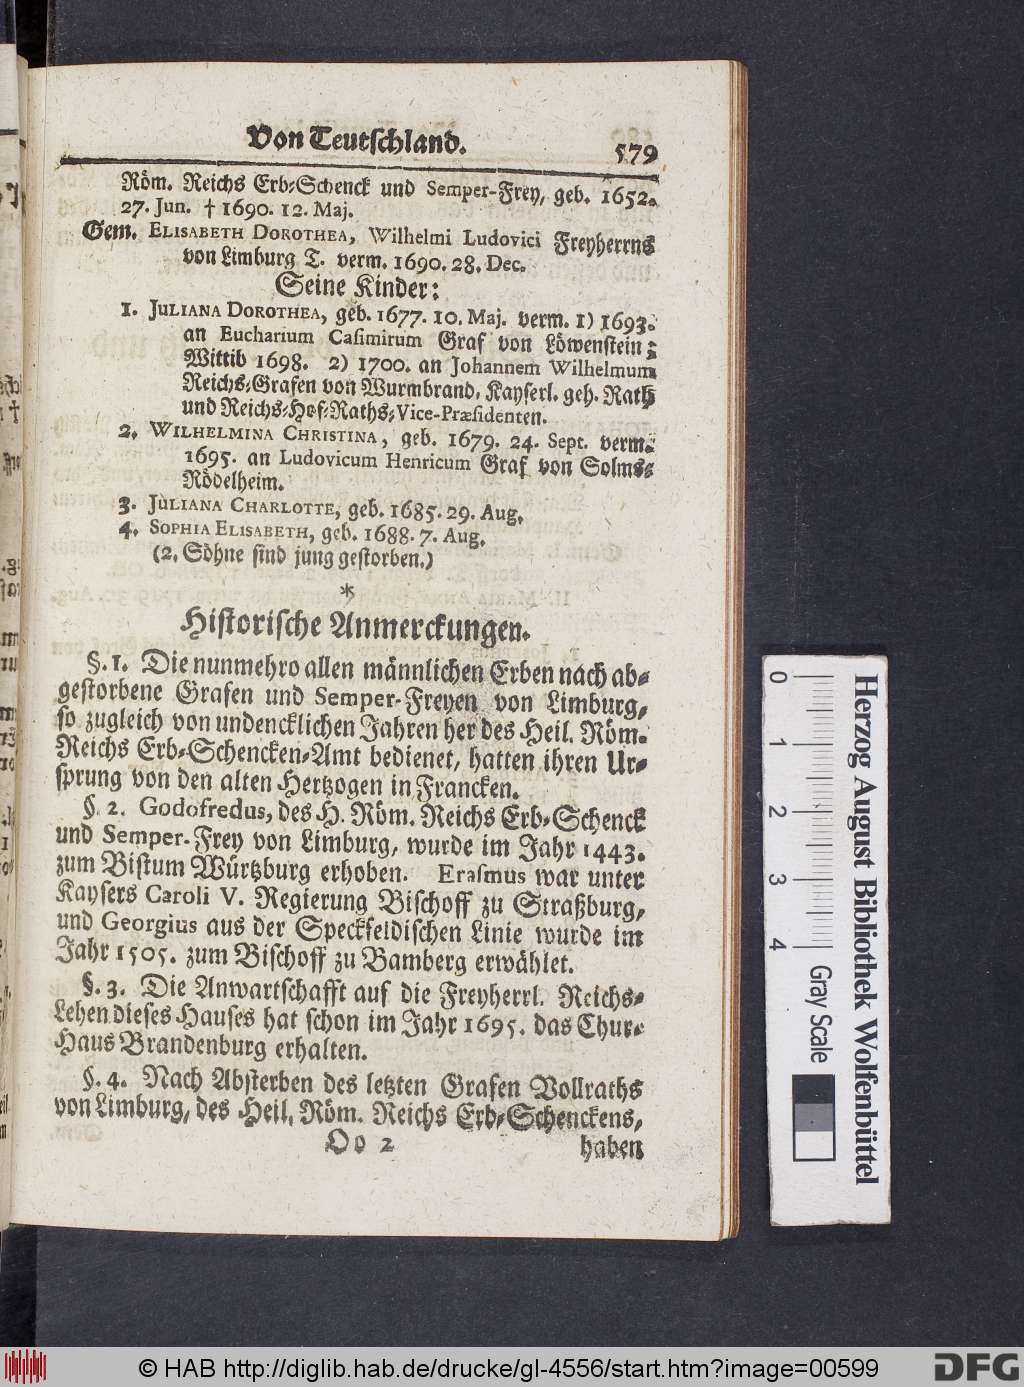 Von Teutschland. 579
Röm. Reichs Erb-Schenck und Semper-Frey, geb. 1652.
27. Jun. † 1690. 12. Maj.
Gem. ELISABETH DOROTHEA, Wilhelmi Ludovici Freyherrns
von Limburg T. verm. 1690. 28. Dec.
Seine Kinder:
1. JULIANA DOROTHEA, geb. 1677. 10. Maj. verm. 1) 1693.
an Eucharium Casimirum Graf von Löwenstein:
Wittib 1698. 2) 1700. an Johannem Wilhelmum
Reichs-Grafen von Wurmbrand, Kayserl. geh. Rath
und Reichs-Hof-Raths-Vice-Præsidenten.
2. WILHELMINA CHRISTINA, geb. 1679. 24. Sept. verm.
1695. an Ludovicum Henricum Graf von Solms-
Rödelheim.
3. JULIANA CHARLOTTE, geb. 1685. 29. Aug.
4. SOPHIA ELISABETH, geb. 1688. 7. Aug.
(2. Söhne sind jung gestorben.)
*
Historische Anmerckungen.
§. 1. Die nunmehro allen männlichen Erben nach ab-
gestorbene Grafen und Semper-Freyen von Limburg,
so zugleich von undencklichen Jahren her des Heil. Röm.
Reichs Erb-Schencken-Amt bedienet, hatten ihren Ur-
sprung von den alten Hertzogen in Francken.
§. 2. Godofredus, des H. Röm. Reichs Erb-Schenck
und Semper-Frey von Limburg, wurde im Jahr 1443.
zum Bistum Würtzburg erhoben. Erasmus war unter
Kaysers Caroli V. Regierung Bischoff zu Straßburg,
und Georgius aus der Speckfeldischen Linie wurde im
Jahr 1505. zum Bischoff zu Bamberg erwählet.
§. 3. Die Anwartschafft auf die Freyherrl. Reichs-
Lehen dieses Hauses hat schon im Jahr 1695. das Chur-
Haus Brandenburg erhalten.
§. 4. Nach Absterben des letzten Grafen Vollraths
von Limburg, des Heil. Röm. Reichs Erb-Schenckens,
Oo 2 haben
0 1 2 3 4 Gray Scale
Herzog August Bibliothek Wolfenbüttel
© HAB http://diglib.hab.de/drucke/gl-4556/start.htm?image=00599
DFG